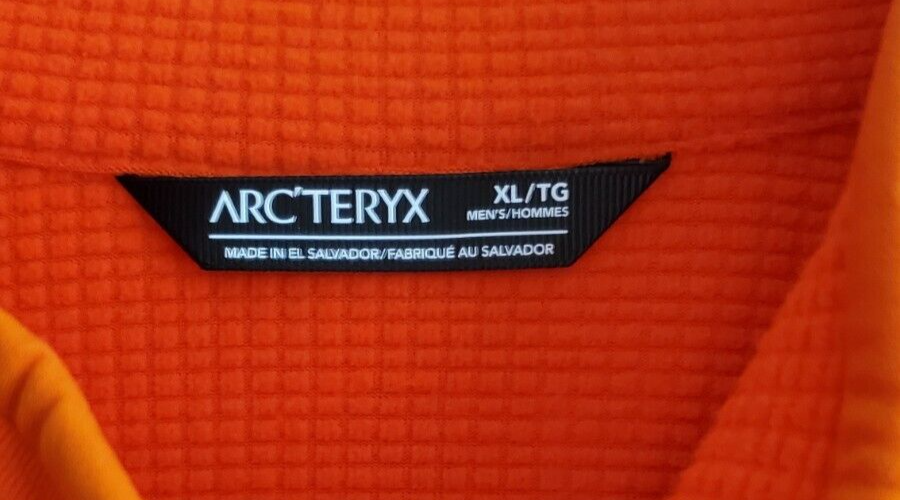 ARC'TERYX
XL/TG
MEN'S/HOMMES
MADE IN EL SALVADOR/FABRIQUÉ AU SALVADOR